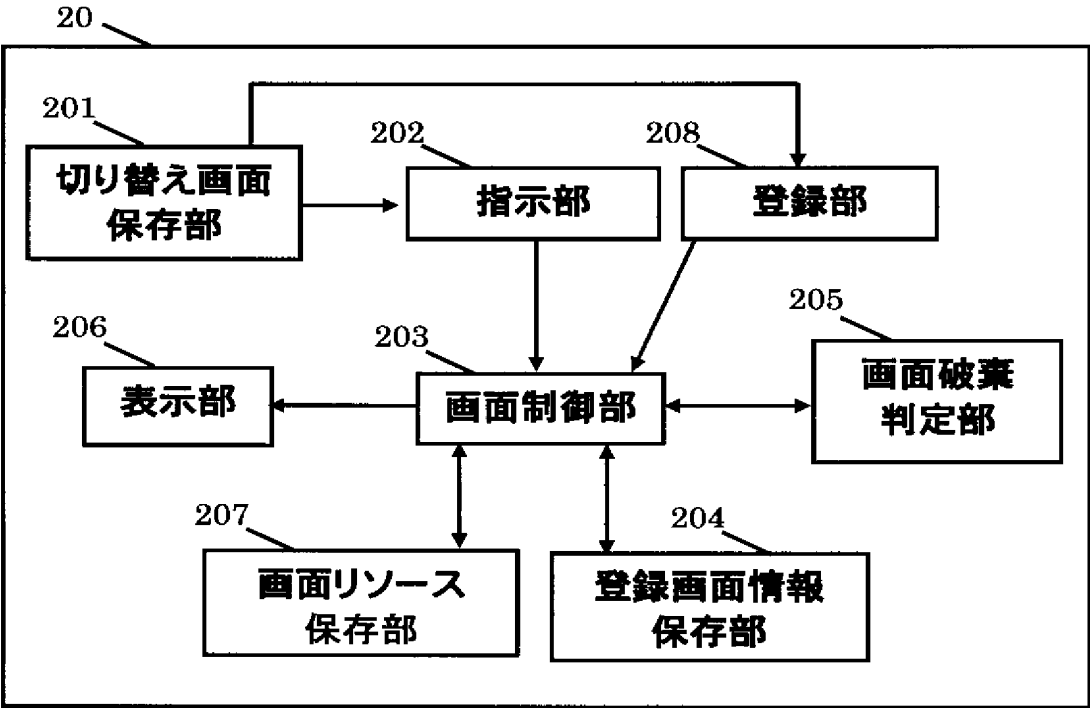 20
201
切り替え画面
保存部
202
指示部
208
登録部
206
表示部
203
画面制御部
205
画面破棄
判定部
207
画面リソース
保存部
204
登録画面情報
保存部